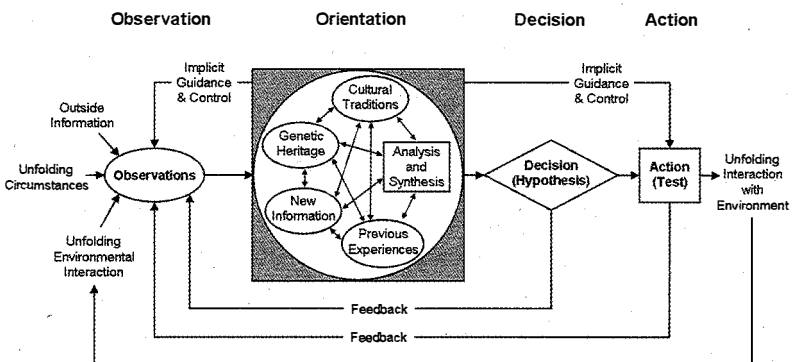 Observation
Orientation
Decision
Action
Implicit
Guidance
& Control
Implicit
Guidance
& Control
Outside
Information
Unfolding
Circumstances
Observations
Unfolding
Environmental
Interaction
Cultural
Traditions
Genetic
Heritage
Analysis
and
Synthesis
New
Information
Previous
Experiences
Decision
(Hypothesis)
Action
(Test)
Unfolding
Interaction
with
Environment
Feedback
Feedback